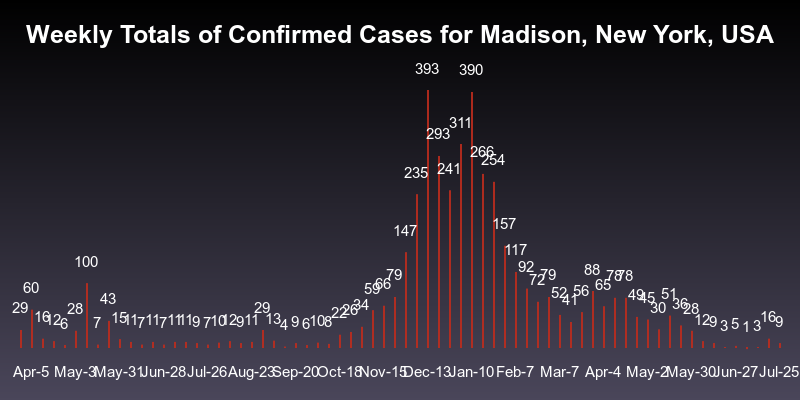 Weekly Totals of Confirmed Cases for Madison, New York, USA
29 60 16 12 6 28 100 7 43 15 11 7 11 7 11 11 9 7 10 12 9 11 29 13 4 9 6 10 8 22 26 34 59 66 79 147 235 393 293 241 311 390 266 254 157 117 92 72 79 52 41 56 88 65 78 78 49 45 30 51 36 28 12 9 3 5 1 3 16 9
Apr-5 May-3 May-31 Jun-28 Jul-26 Aug-23 Sep-20 Oct-18 Nov-15 Dec-13 Jan-10 Feb-7 Mar-7 Apr-4 May-2 May-30 Jun-27 Jul-25